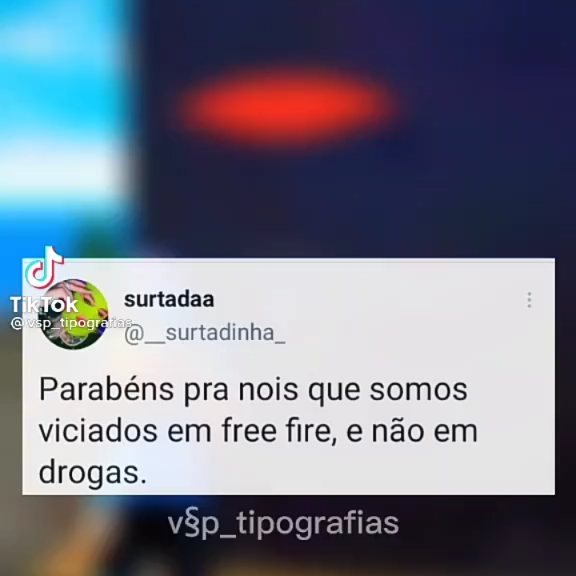 surtadaa
@__surtadinha_
TikTok
@vsp_tipografias
Parabéns pra nois que somos
viciados em free fire, e não em
drogas.
v§p_tipografias